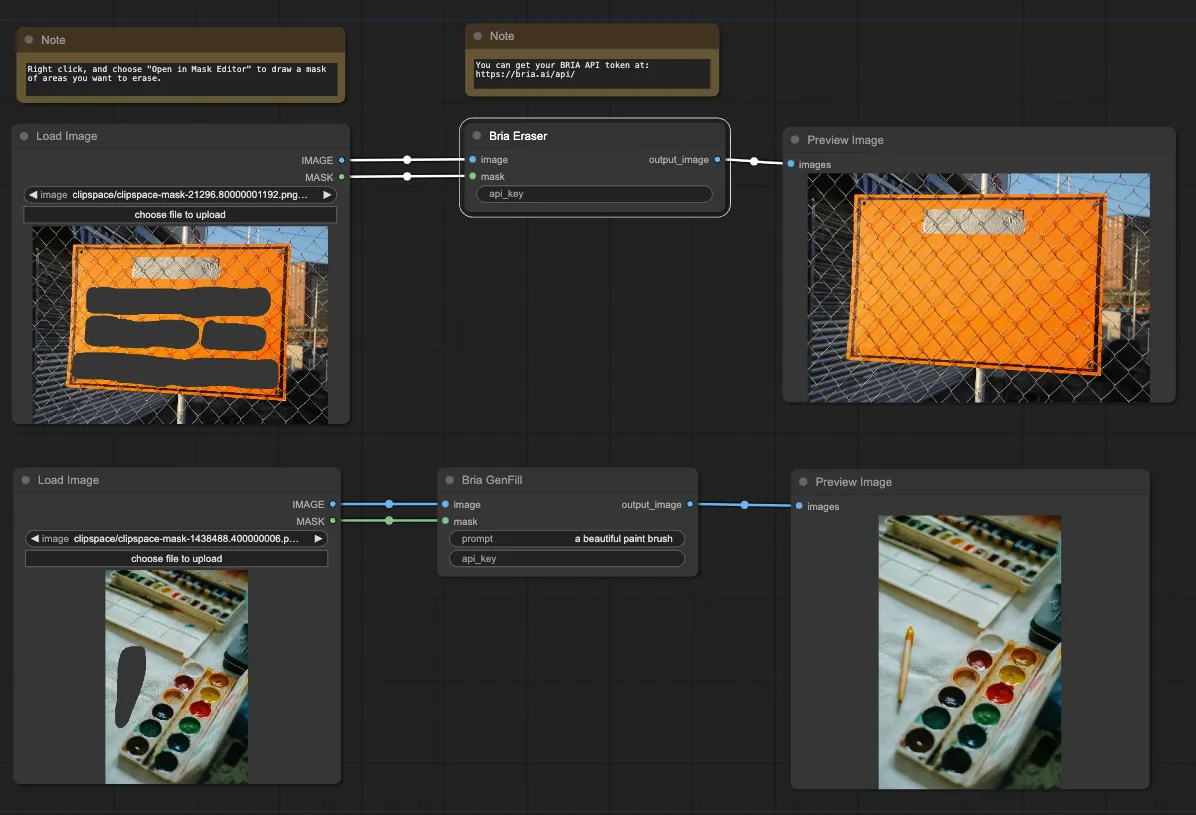 Note
Right click, and choose "Open in Mask Editor" to draw a mask
of areas you want to erase.
Note
You can get your BRIA API token at:
https://bria.ai/api/
Load Image
IMAGE
MASK
image clipspace/clipspace-mask-21296.80000001192.png...
choose file to upload
Bria Eraser
image output_image
mask
api_key
Preview Image
images
Load Image
IMAGE
MASK
image clipspace/clipspace-mask-1438488.400000006.p...
choose file to upload
Bria GenFill
image output_image
mask
prompt a beautiful paint brush
api_key
Preview Image
images